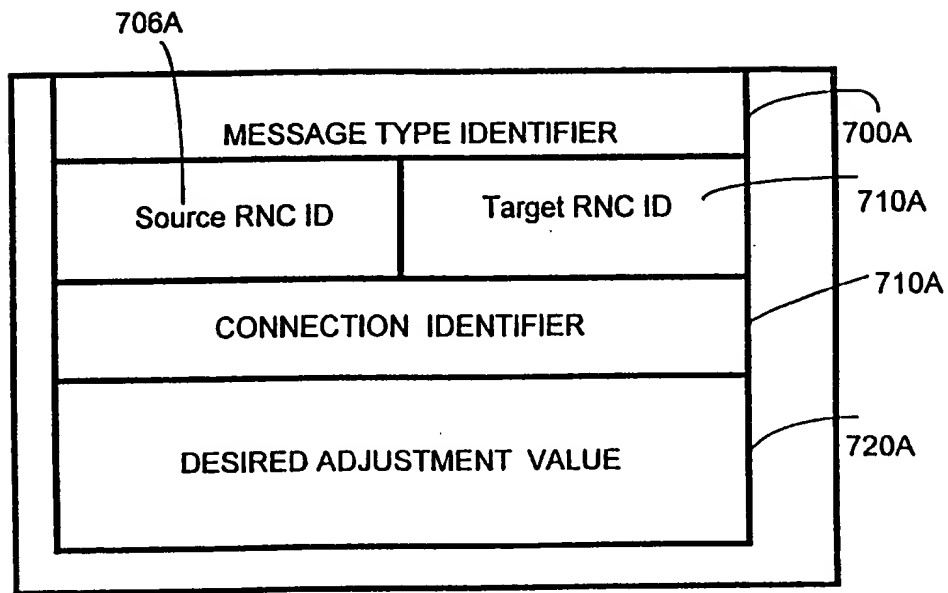 706A
MESSAGE TYPE IDENTIFIER
700A
Source RNC ID
Target RNC ID
710A
CONNECTION IDENTIFIER
710A
DESIRED ADJUSTMENT VALUE
720A